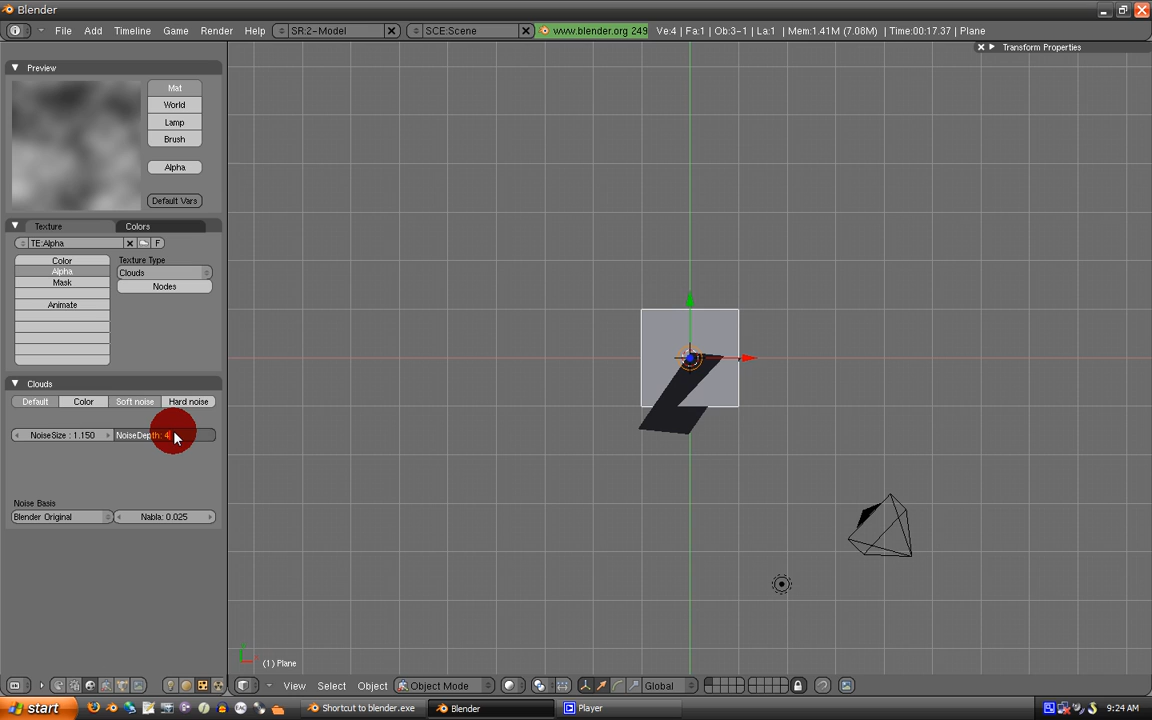 Blender
File Add Timeline Game Render Help SR:2-Model SCE:Scene www.blender.org 249 Ve:4 | Fa:1 | Ob:3-1 | La:1 | Mem:1.41M (7.08M) | Time:00:17.37 | Plane
Transform Properties
Preview
Mat
World
Lamp
Brush
Alpha
Default Vars
Texture Colors
TE:Alpha F
Color Texture Type
Alpha Clouds
Mask Nodes
Animate
Clouds
Default Color Soft noise Hard noise
NoiseSize : 1.150 NoiseDepth: 4
Noise Basis
Blender Original Nabla: 0.025
(1) Plane
View Select Object Object Mode Global
start Shortcut to blender.exe Blender Player 9:24 AM